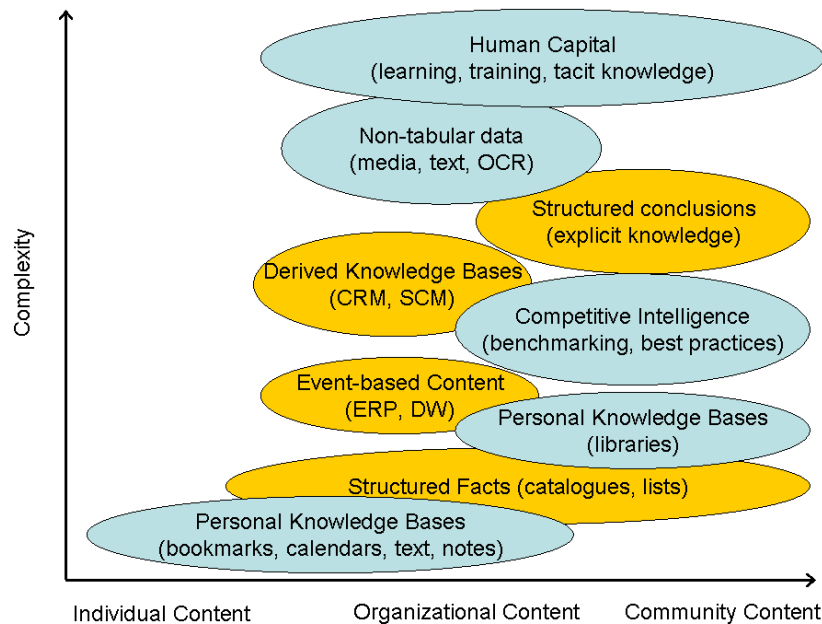 Human Capital
(learning, training, tacit knowledge)
Non-tabular data
(media, text, OCR)
Structured conclusions
(explicit knowledge)
Derived Knowledge Bases
(CRM, SCM)
Competitive Intelligence
(benchmarking, best practices)
Event-based Content
(ERP, DW)
Personal Knowledge Bases
(libraries)
Structured Facts (catalogues, lists)
Personal Knowledge Bases
(bookmarks, calendars, text, notes)
Complexity
Individual Content
Organizational Content
Community Content